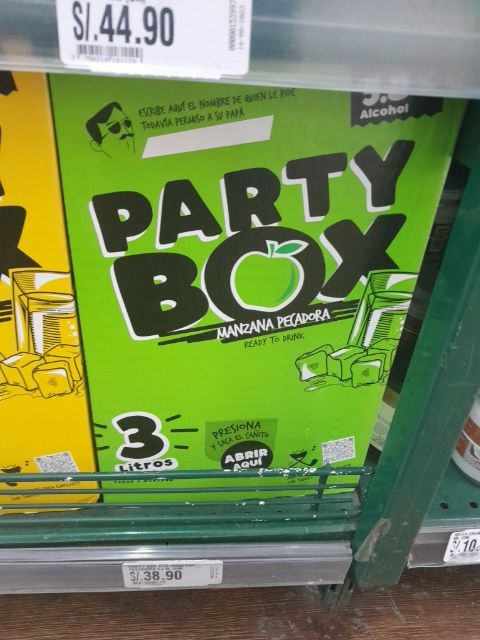 S/.44.90
ESCRIBE AQUÍ EL NOMBRE DE QUIEN LE PIDE
TODAVÍA PERMISO A SU PAPÁ
Alcohol
PARTY
BOX
MANZANA PECADORA
READY TO DRINK
3
Litros
PRESIONA
Y SACA EL CAÑITO
ABRIR
AQUÍ
S/.38.90
S/.10.